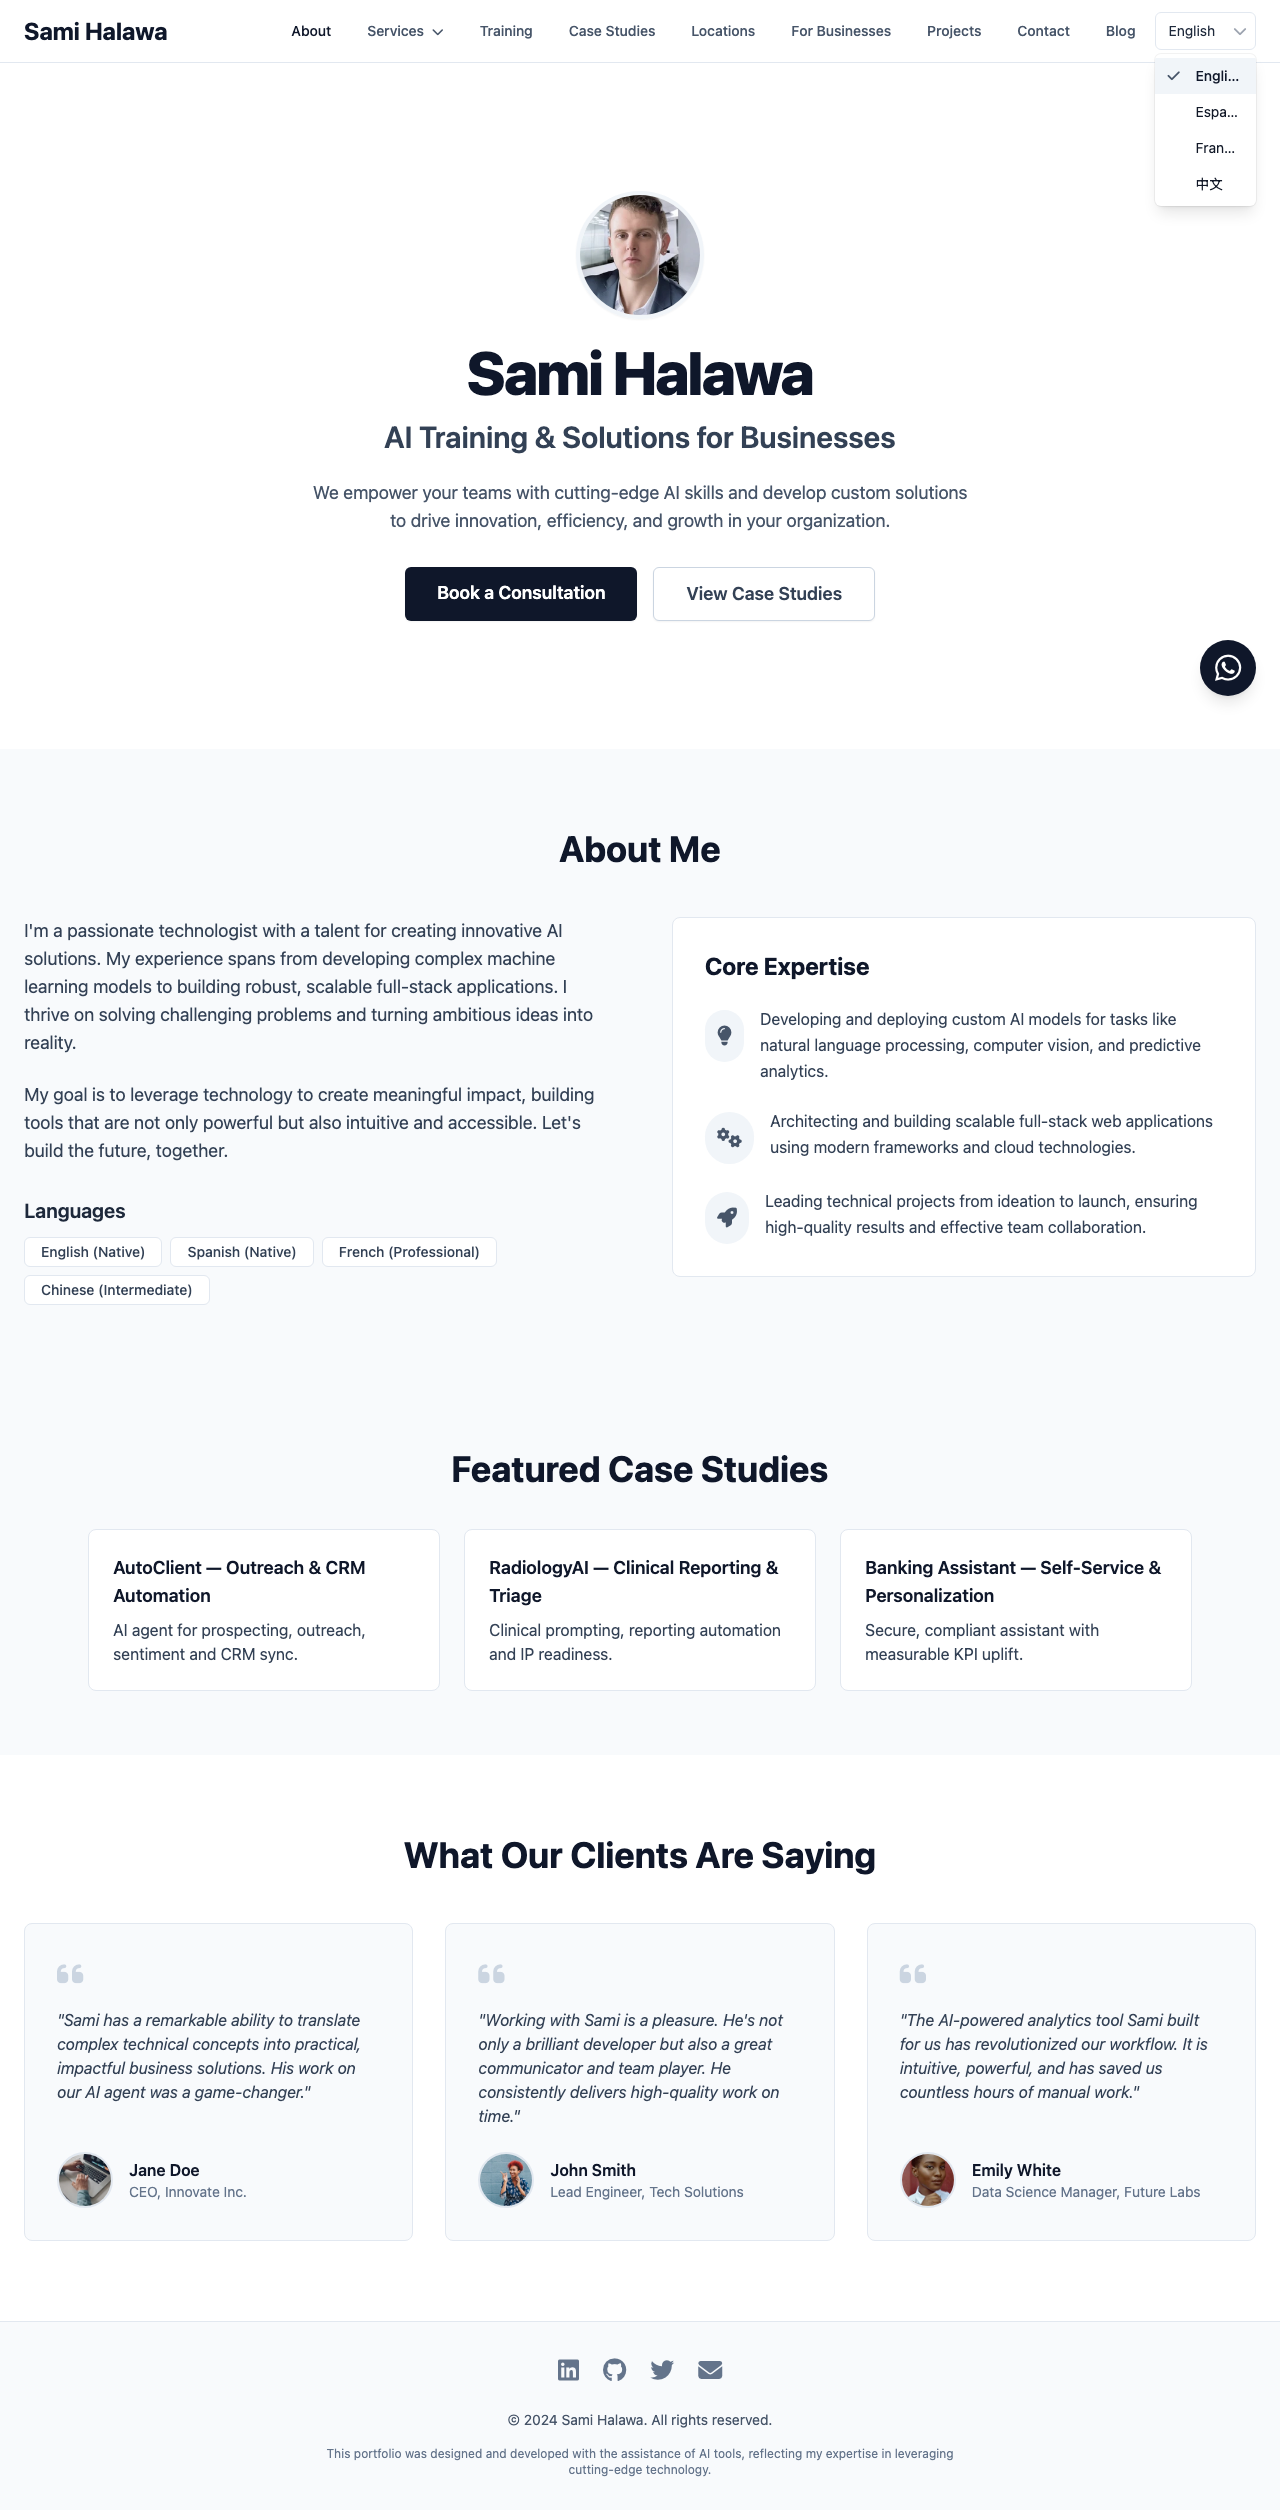 Sami Halawa
About
Services
Training
Case Studies
Locations
For Businesses
Projects
Contact
Blog
English
Engli...
Espa...
Fran...
中文
Sami Halawa
AI Training & Solutions for Businesses
We empower your teams with cutting-edge AI skills and develop custom solutions
to drive innovation, efficiency, and growth in your organization.
Book a Consultation
View Case Studies
About Me
I'm a passionate technologist with a talent for creating innovative AI
solutions. My experience spans from developing complex machine
learning models to building robust, scalable full-stack applications. I
thrive on solving challenging problems and turning ambitious ideas into
reality.
My goal is to leverage technology to create meaningful impact, building
tools that are not only powerful but also intuitive and accessible. Let's
build the future, together.
Languages
English (Native)
Spanish (Native)
French (Professional)
Chinese (Intermediate)
Core Expertise
Developing and deploying custom AI models for tasks like
natural language processing, computer vision, and predictive
analytics.
Architecting and building scalable full-stack web applications
using modern frameworks and cloud technologies.
Leading technical projects from ideation to launch, ensuring
high-quality results and effective team collaboration.
Featured Case Studies
AutoClient — Outreach & CRM
Automation
AI agent for prospecting, outreach,
sentiment and CRM sync.
RadiologyAI — Clinical Reporting &
Triage
Clinical prompting, reporting automation
and IP readiness.
Banking Assistant — Self-Service &
Personalization
Secure, compliant assistant with
measurable KPI uplift.
What Our Clients Are Saying
"Sami has a remarkable ability to translate
complex technical concepts into practical,
impactful business solutions. His work on
our AI agent was a game-changer."
Jane Doe
CEO, Innovate Inc.
"Working with Sami is a pleasure. He's not
only a brilliant developer but also a great
communicator and team player. He
consistently delivers high-quality work on
time."
John Smith
Lead Engineer, Tech Solutions
"The AI-powered analytics tool Sami built
for us has revolutionized our workflow. It is
intuitive, powerful, and has saved us
countless hours of manual work."
Emily White
Data Science Manager, Future Labs
© 2024 Sami Halawa. All rights reserved.
This portfolio was designed and developed with the assistance of AI tools, reflecting my expertise in leveraging
cutting-edge technology.